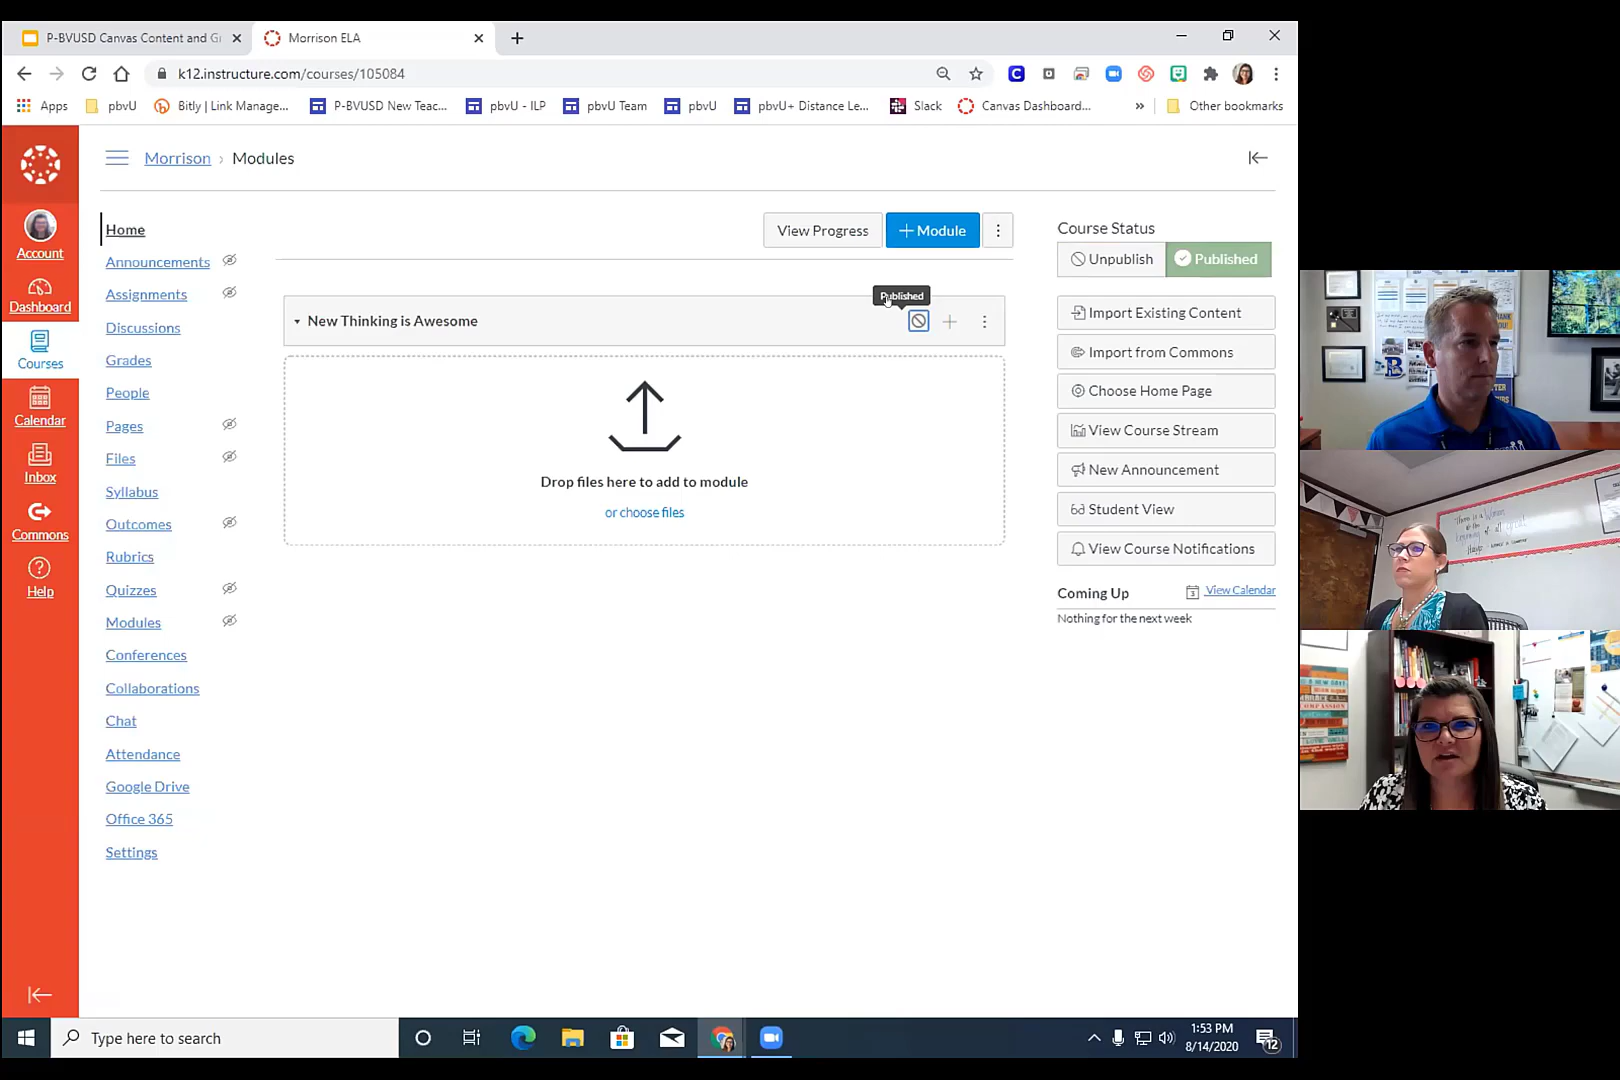 P-BVUSD Canvas Content and Gr
Morrison ELA
k12.instructure.com/courses/105084
Apps
pbvU
Bitly | Link Manage...
P-BVUSD New Teac...
pbvU - ILP
pbvU Team
pbvU
pbvU+ Distance Le...
Slack
Canvas Dashboard...
»
Other bookmarks
Morrison › Modules
Account
Dashboard
Courses
Calendar
Inbox
Commons
Help
Home
Announcements
Assignments
Discussions
Grades
People
Pages
Files
Syllabus
Outcomes
Rubrics
Quizzes
Modules
Conferences
Collaborations
Chat
Attendance
Google Drive
Office 365
Settings
View Progress
+ Module
Published
New Thinking is Awesome
Drop files here to add to module
or choose files
Course Status
Unpublish
Published
Import Existing Content
Import from Commons
Choose Home Page
View Course Stream
New Announcement
Student View
View Course Notifications
Coming Up
View Calendar
Nothing for the next week
Type here to search
1:53 PM
8/14/2020
12